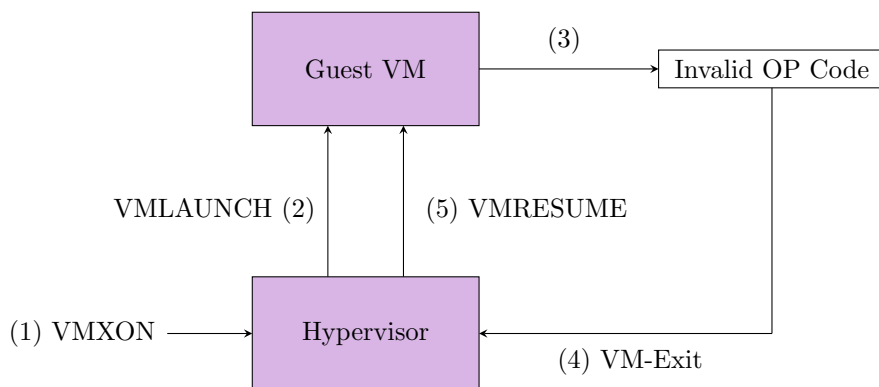 (3)
Guest VM
Invalid OP Code
VMLAUNCH (2)
(5) VMRESUME
(1) VMXON
Hypervisor
(4) VM-Exit